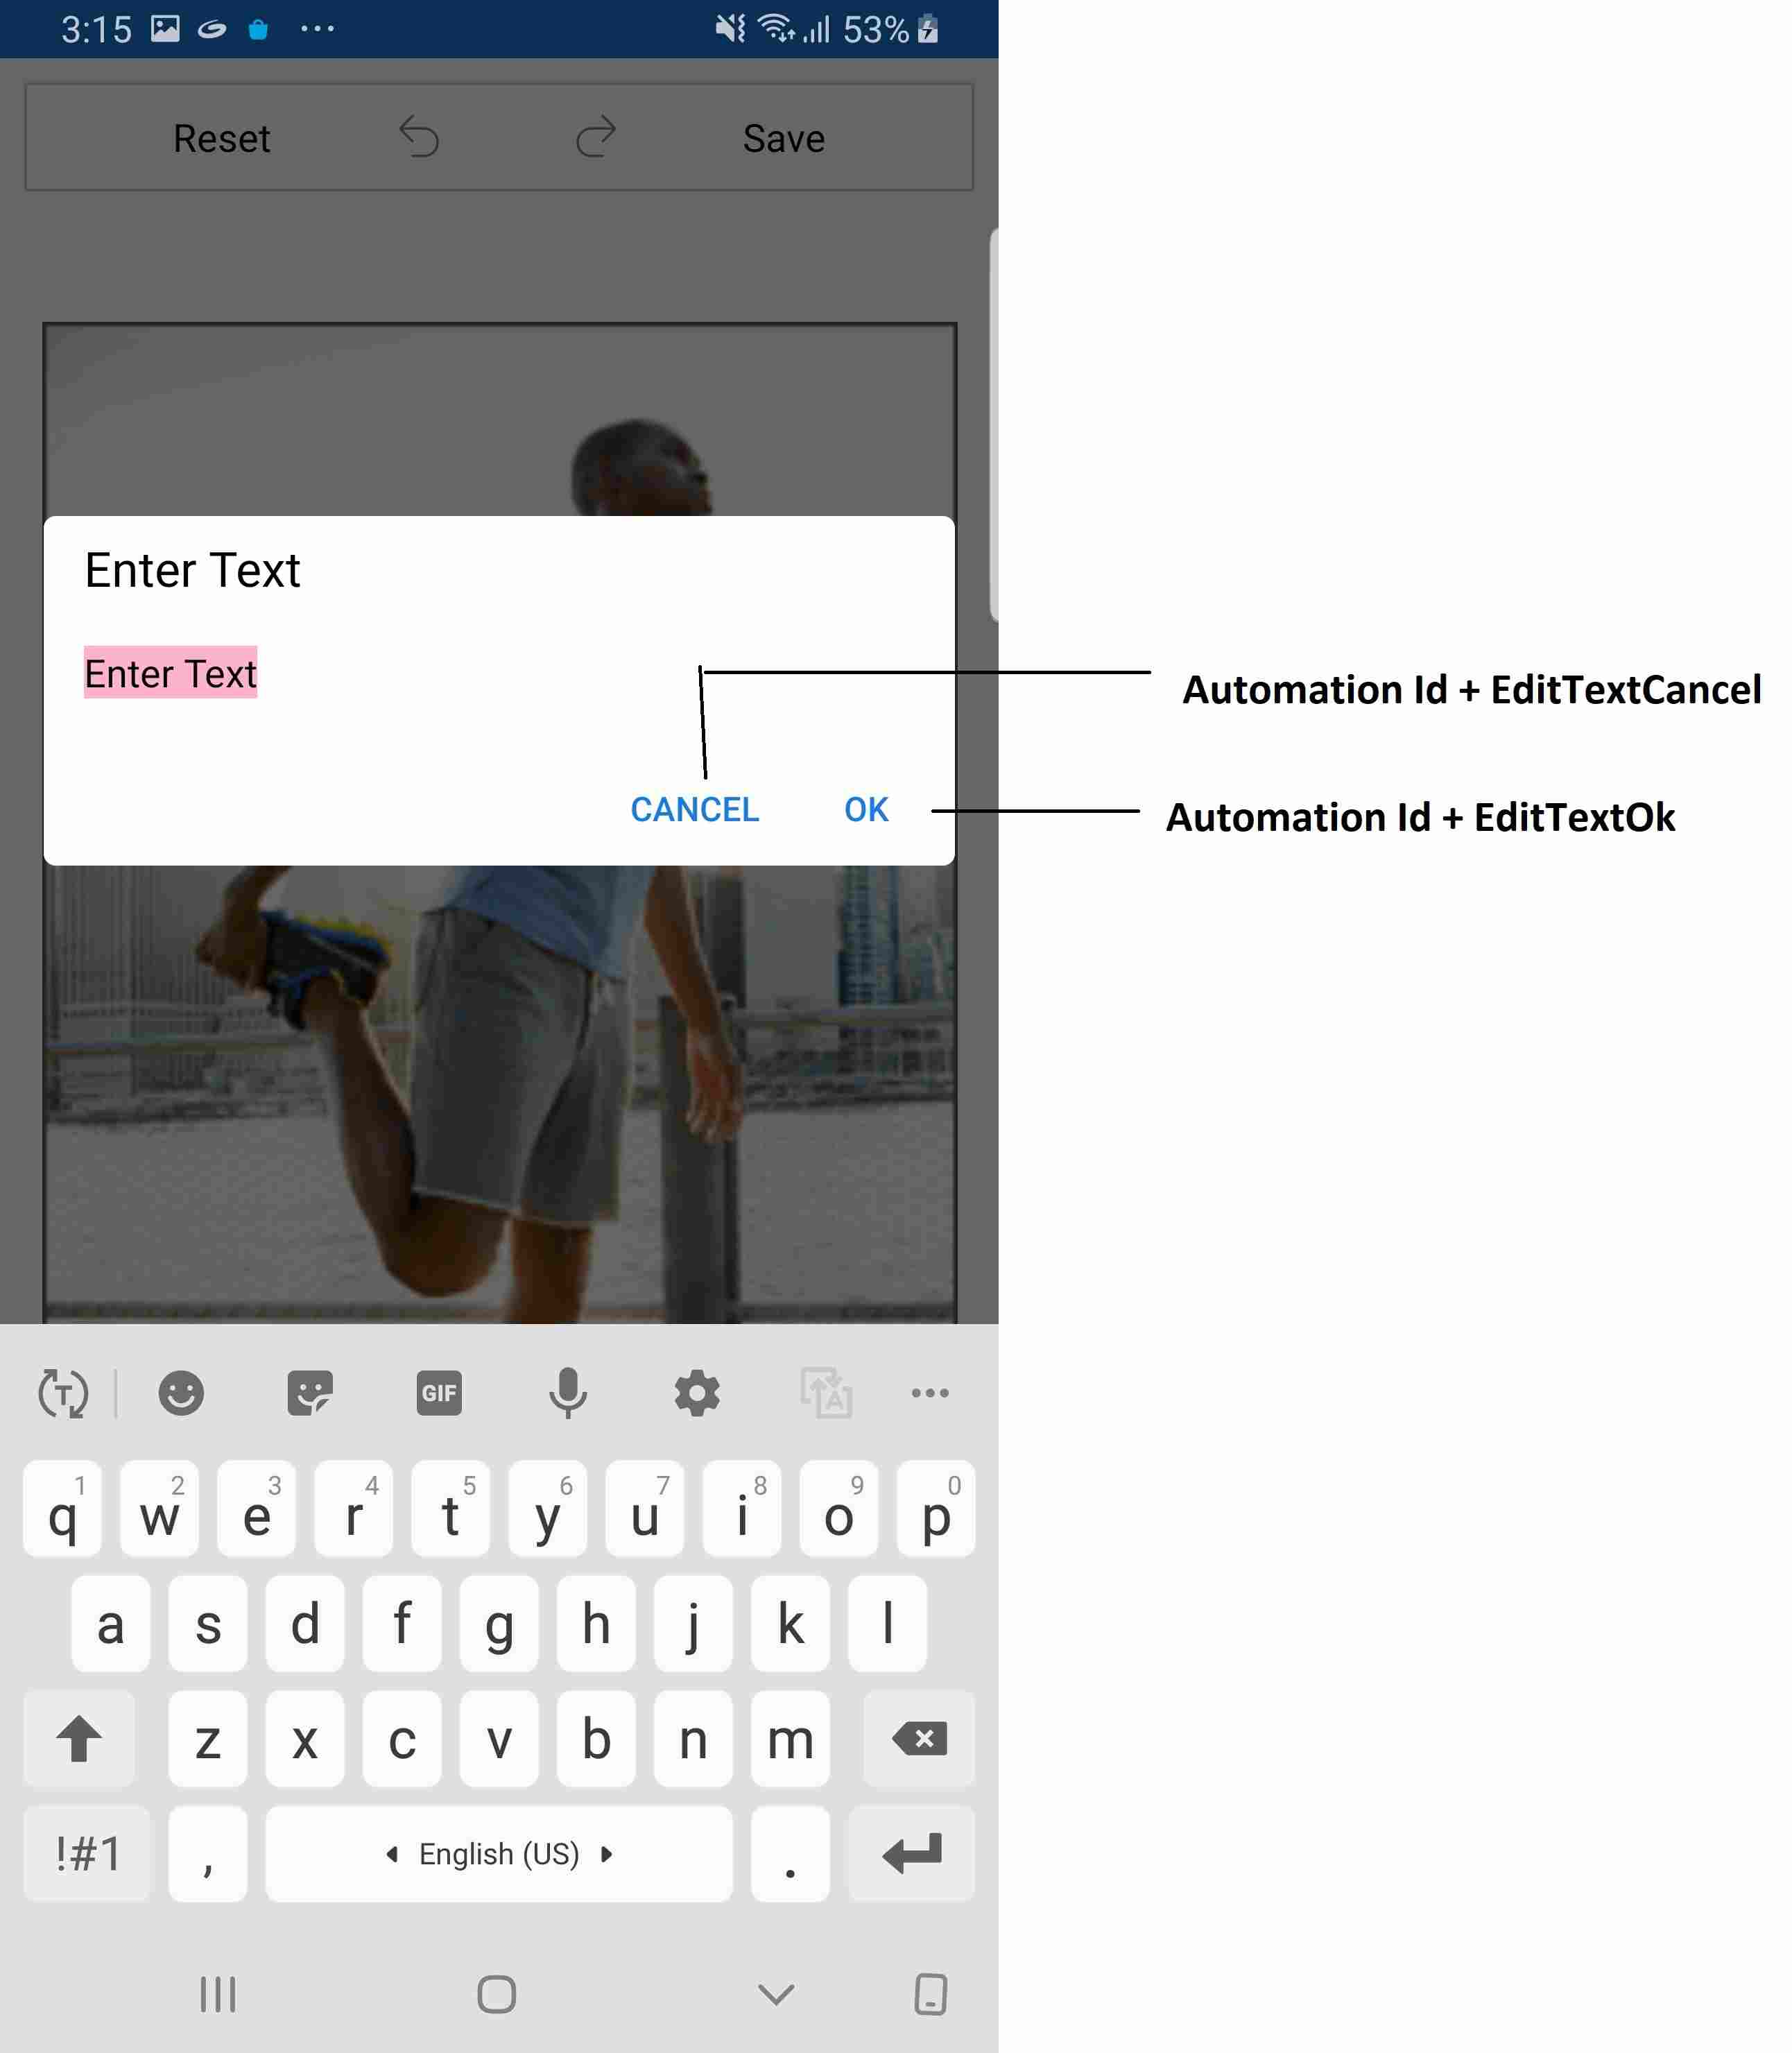 3:15 53%
Reset Save
Enter Text
Enter Text
Automation Id + EditTextCancel
CANCEL OK
Automation Id + EditTextOk
T GIF A
1 2 3 4 5 6 7 8 9 0
q w e r t y u i o p
a s d f g h j k l
z x c v b n m
!#1 , English (US) .